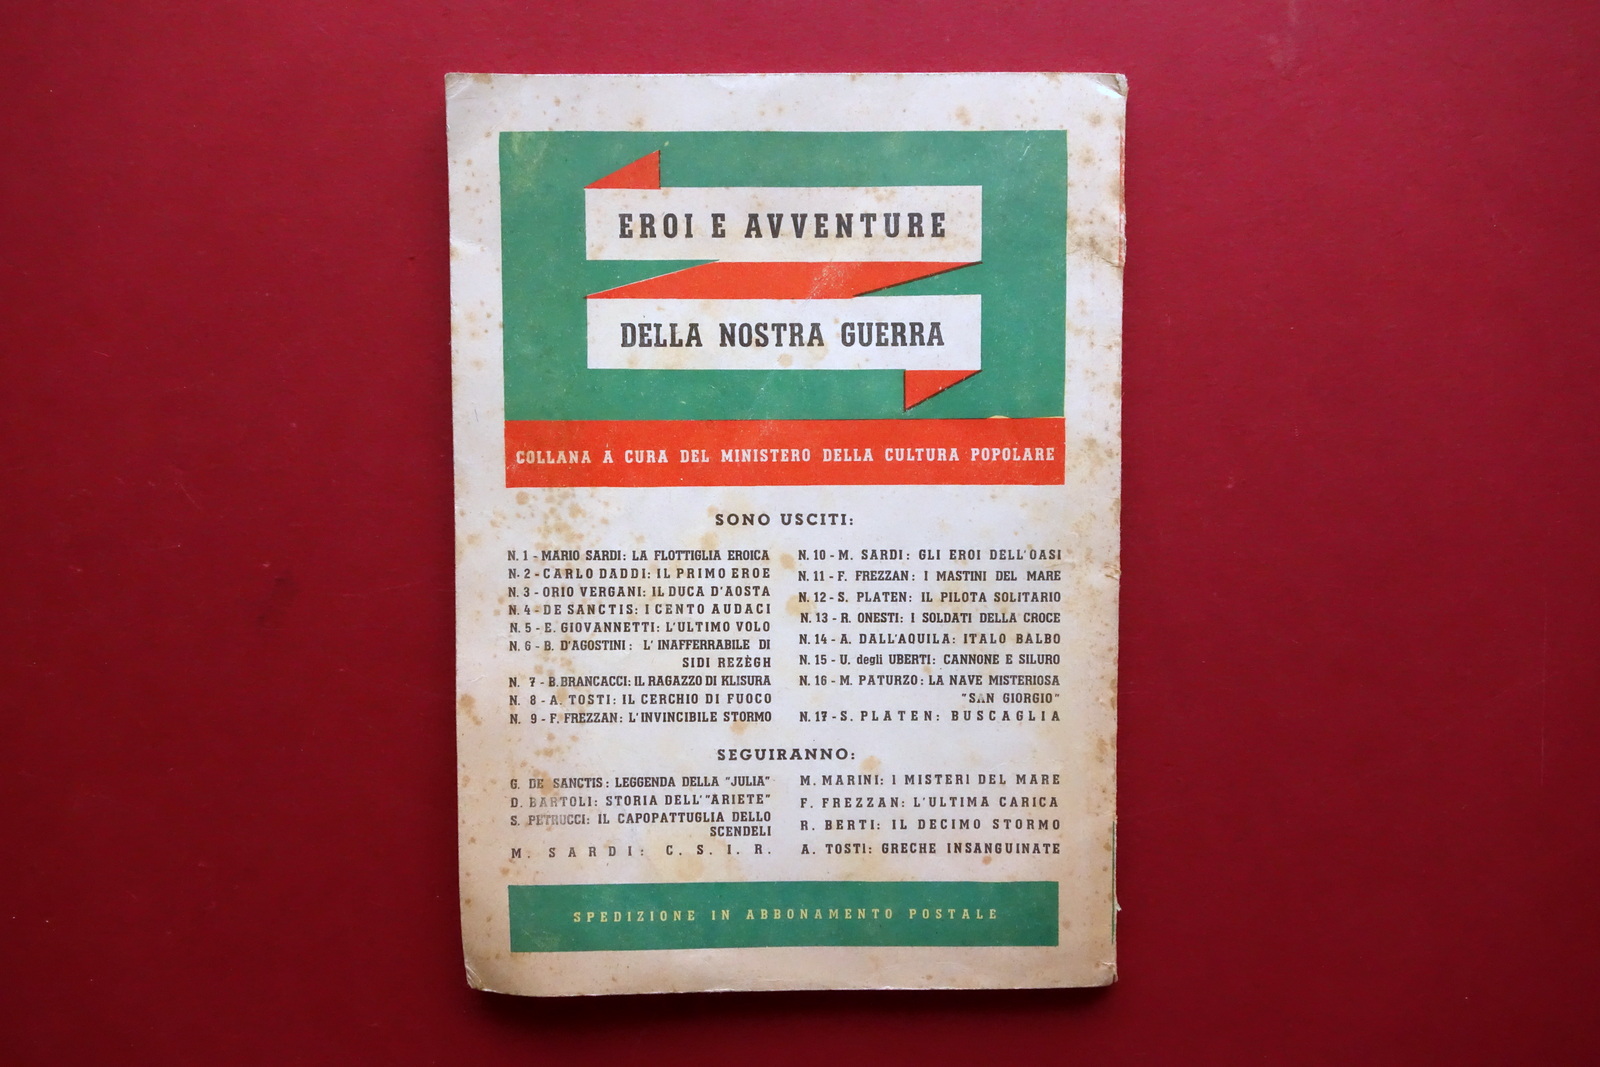 EROI E AVVENTURE
DELLA NOSTRA GUERRA
COLLANA A CURA DEL MINISTERO DELLA CULTURA POPOLARE
SONO USCITI:
N. 1 - MARIO SARDI: LA FLOTTIGLIA EROICA
N. 2 - CARLO DADDI: IL PRIMO EROE
N. 3 - ORIO VERGANI: IL DUCA D'AOSTA
N. 4 - DE SANCTIS: I CENTO AUDACI
N. 5 - E. GIOVANNETTI: L'ULTIMO VOLO
N. 6 - B. D'AGOSTINI: L'INAFFERRABILE DI
SIDI REZÈGH
N. 7 - B. BRANCACCI: IL RAGAZZO DI KLISURA
N. 8 - A. TOSTI: IL CERCHIO DI FUOCO
N. 9 - F. FREZZAN: L'INVINCIBILE STORMO
N. 10 - M. SARDI: GLI EROI DELL'OASI
N. 11 - F. FREZZAN: I MASTINI DEL MARE
N. 12 - S. PLATEN: IL PILOTA SOLITARIO
N. 13 - R. ONESTI: I SOLDATI DELLA CROCE
N. 14 - A. DALL'AQUILA: ITALO BALBO
N. 15 - U. degli UBERTI: CANNONE E SILURO
N. 16 - M. PATURZO: LA NAVE MISTERIOSA
"SAN GIORGIO"
N. 17 - S. PLATEN: BUSCAGLIA
SEGUIRANNO:
G. DE SANCTIS: LEGGENDA DELLA "JULIA"
D. BARTOLI: STORIA DELL'"ARIETE"
S. PETRUCCI: IL CAPOPATTUGLIA DELLO
SCENDELI
M. SARDI: C. S. I. R.
M. MARINI: I MISTERI DEL MARE
F. FREZZAN: L'ULTIMA CARICA
R. BERTI: IL DECIMO STORMO
A. TOSTI: GRECHE INSANGUINATE
SPEDIZIONE IN ABBONAMENTO POSTALE